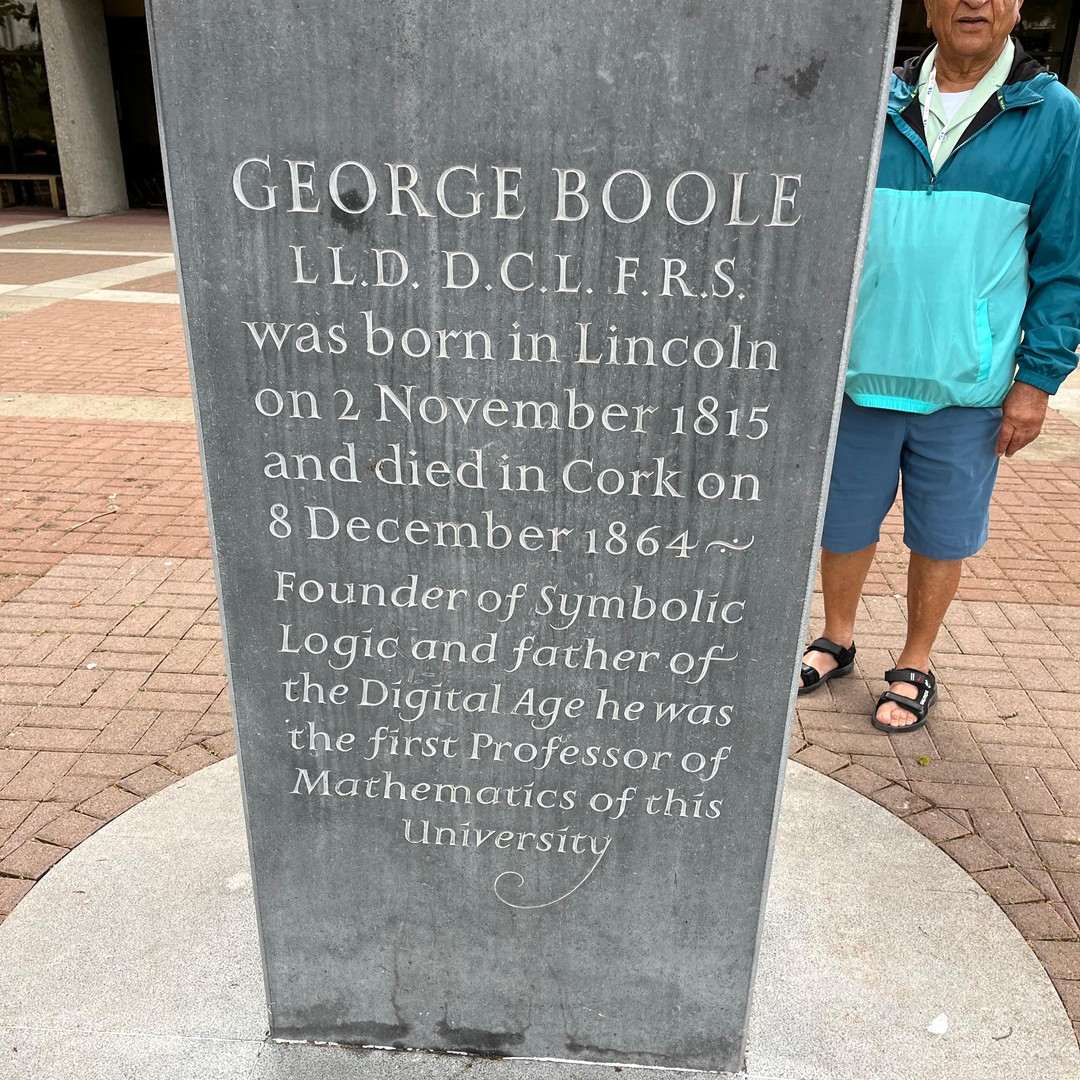 GEORGE BOOLE
LL.D. D.C.L. F.R.S.
was born in Lincoln
on 2 November 1815
and died in Cork on
8 December 1864
Founder of Symbolic
Logic and father of
the Digital Age he was
the first Professor of
Mathematics of this
University